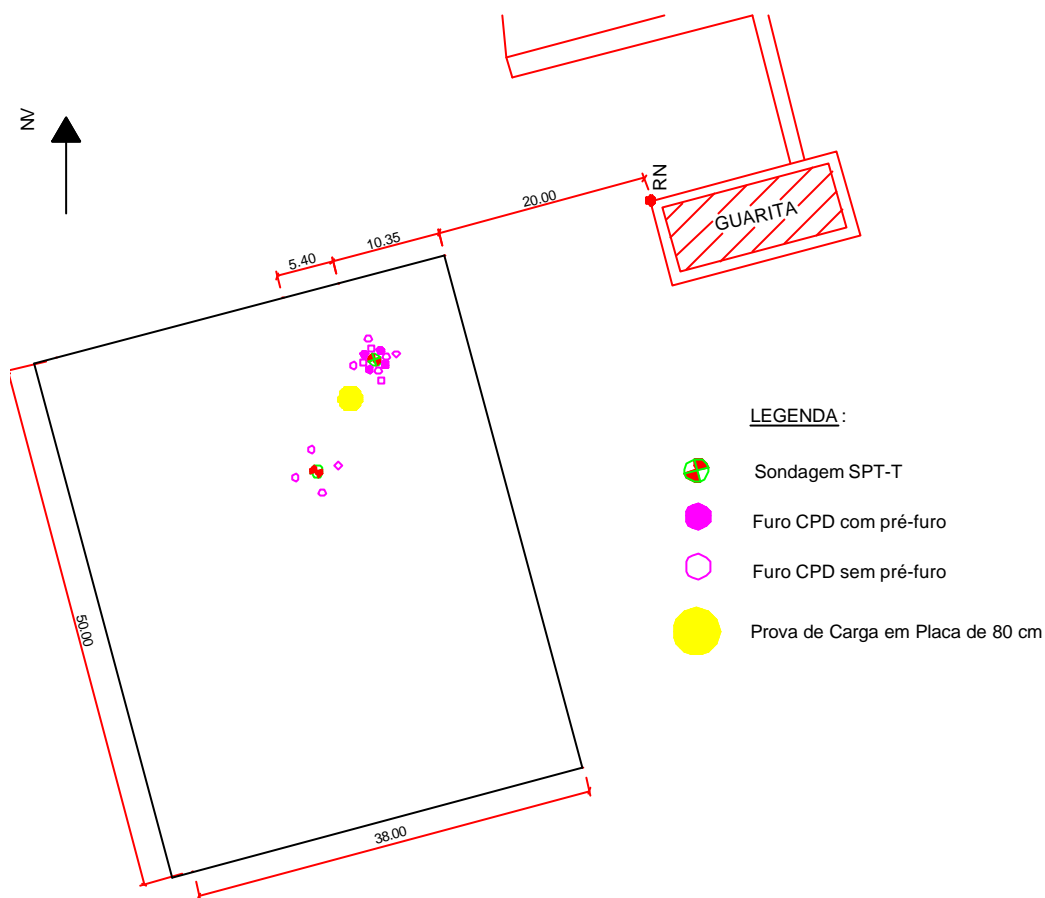 NV
RN
20.00
GUARITA
10.35
5.40
LEGENDA :
Sondagem SPT-T
Furo CPD com pré-furo
Furo CPD sem pré-furo
Prova de Carga em Placa de 80 cm
50.00
38.00